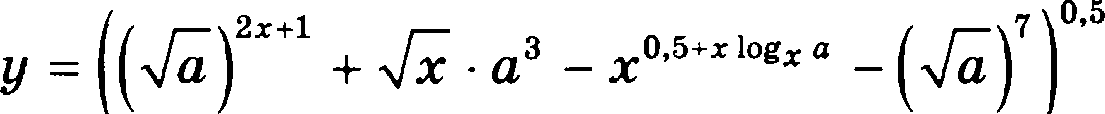 y = ((√a)^{2x+1} + √x · a^3 − x^{0,5+x log_x a} − (√a)^7)^{0,5}